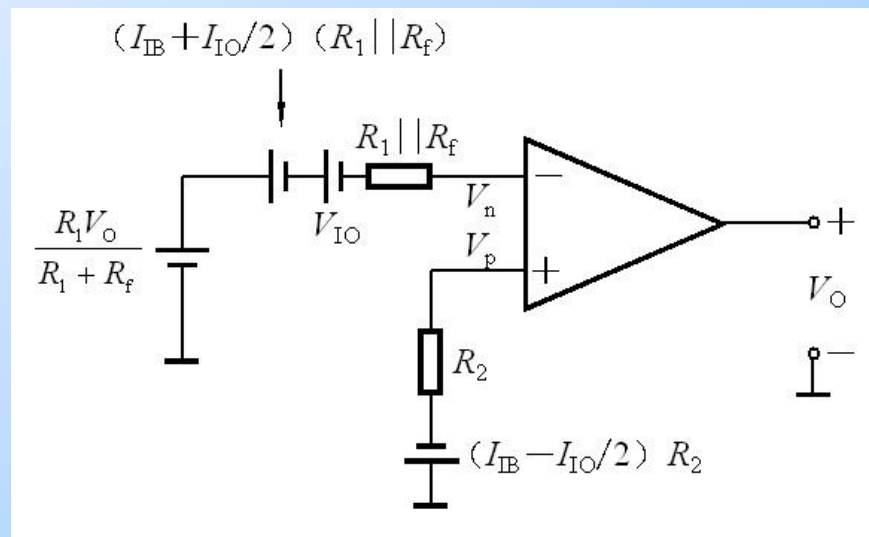 (I_IB+I_IO/2) (R_1||R_f)
R_1||R_f
V_IO
V_n
V_p
R_1V_O
R_1+R_f
−
+
R_2
(I_IB−I_IO/2) R_2
+
V_O
−